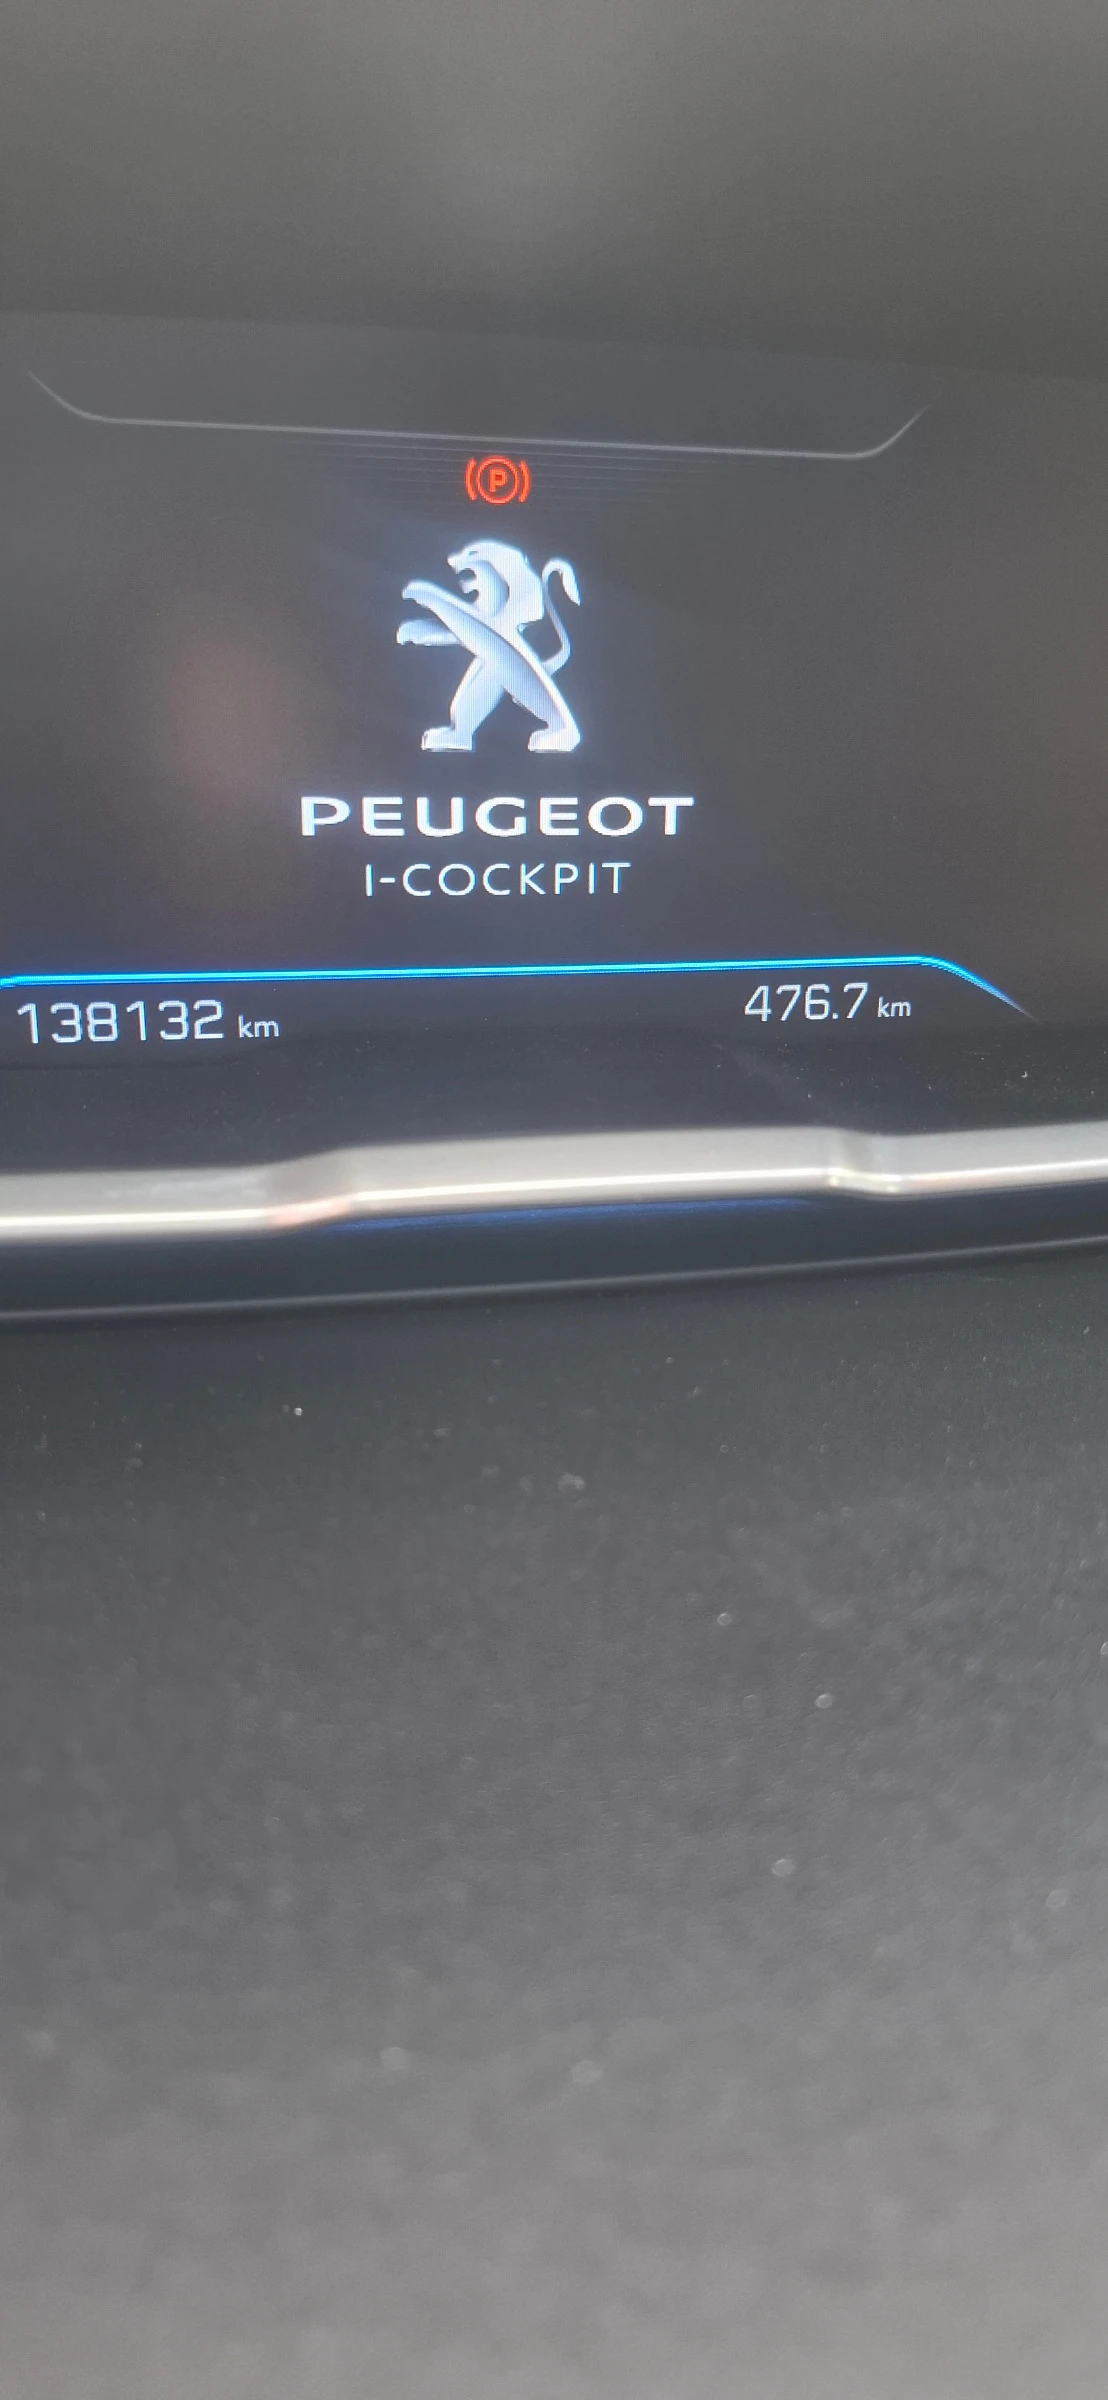 (P)
PEUGEOT
I-COCKPIT
138132 km
476.7 km